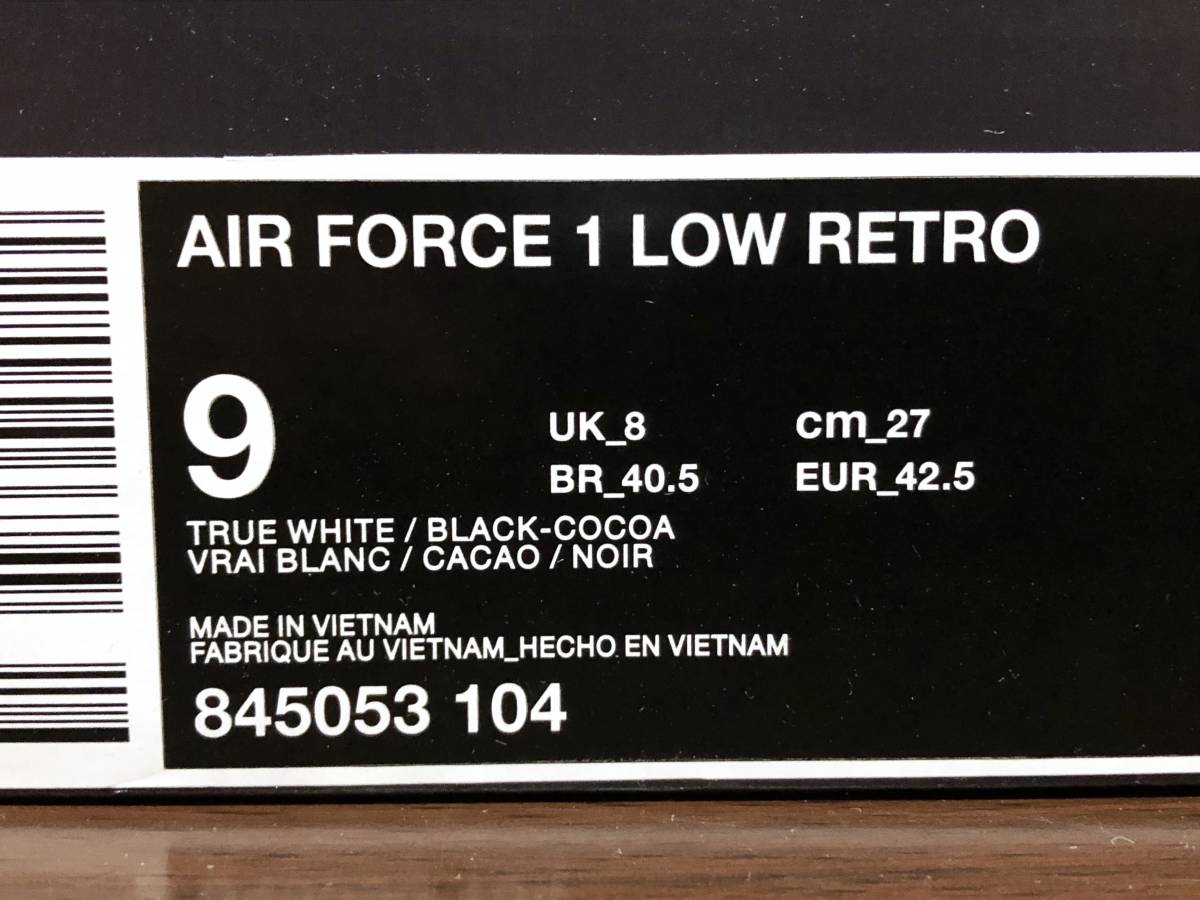 AIR FORCE 1 LOW RETRO
9
UK_8 cm_27
BR_40.5 EUR_42.5
TRUE WHITE / BLACK-COCOA
VRAI BLANC / CACAO / NOIR
MADE IN VIETNAM
FABRIQUE AU VIETNAM_HECHO EN VIETNAM
845053 104